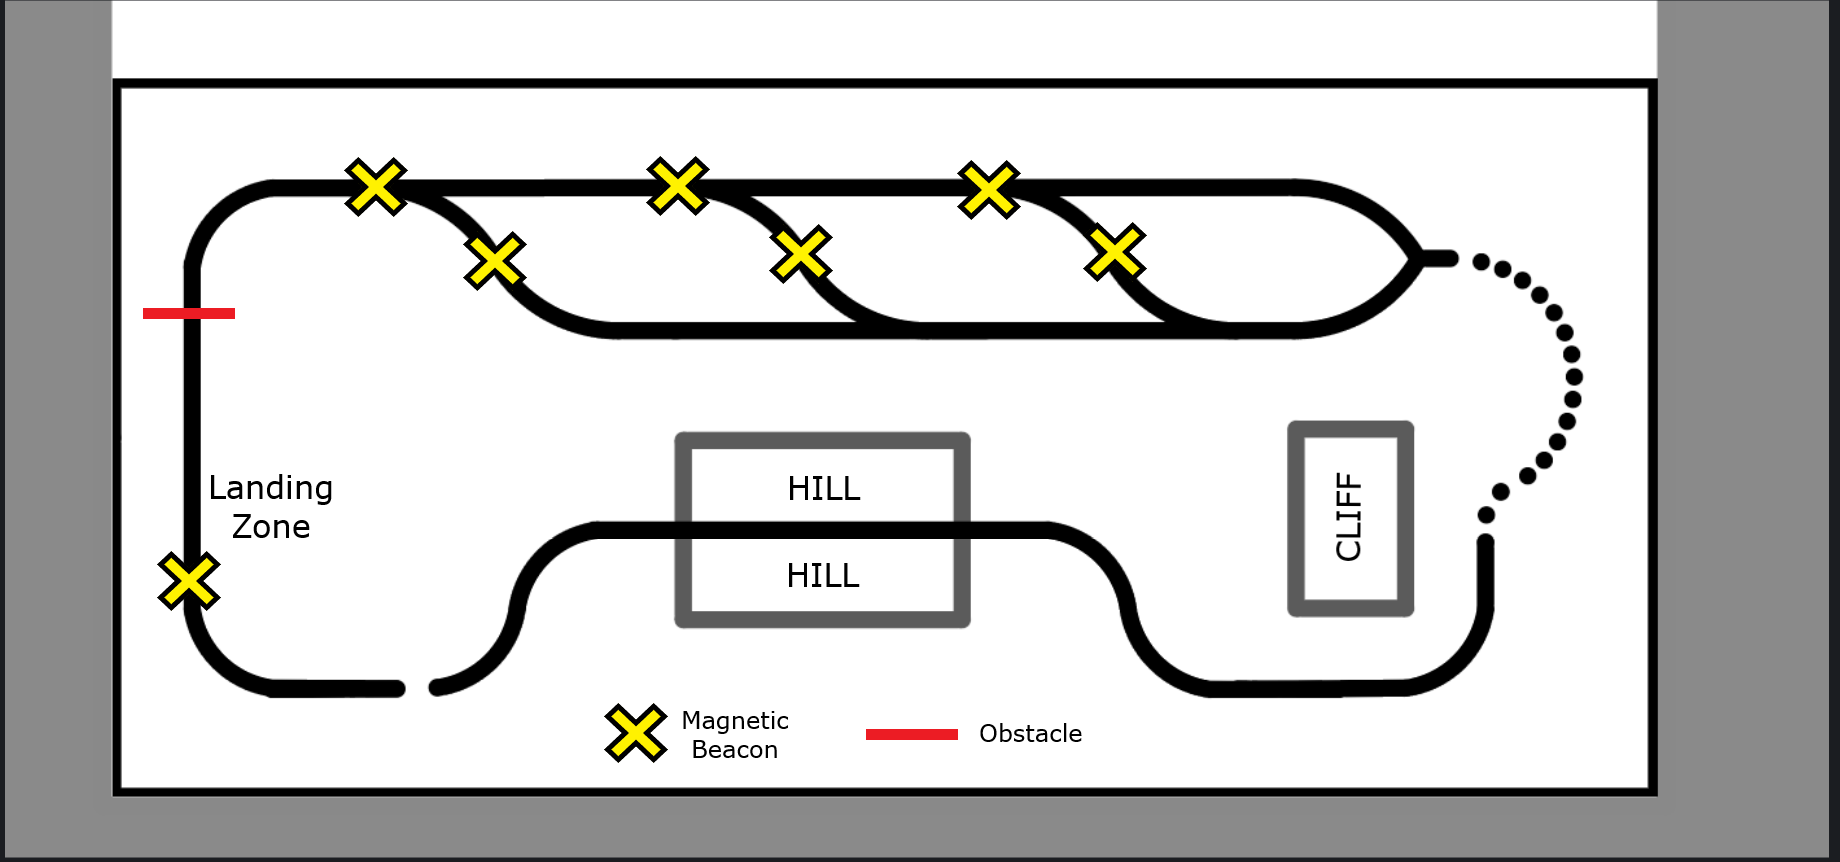 Landing
Zone
HILL
HILL
CLIFF
Magnetic
Beacon
Obstacle